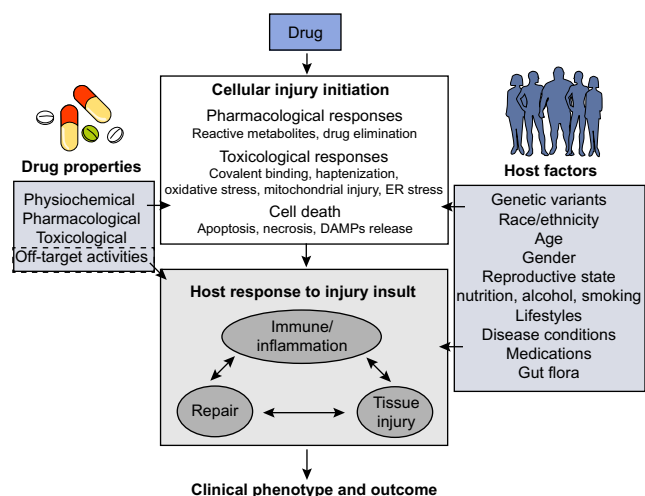 Drug
Cellular injury initiation
Pharmacological responses
Reactive metabolites, drug elimination
Toxicological responses
Covalent binding, haptenization,
oxidative stress, mitochondrial injury, ER stress
Cell death
Apoptosis, necrosis, DAMPs release
Drug properties
Physiochemical
Pharmacological
Toxicological
Off-target activities
Host factors
Genetic variants
Race/ethnicity
Age
Gender
Reproductive state
nutrition, alcohol, smoking
Lifestyles
Disease conditions
Medications
Gut flora
Host response to injury insult
Immune/
inflammation
Repair
Tissue
injury
Clinical phenotype and outcome